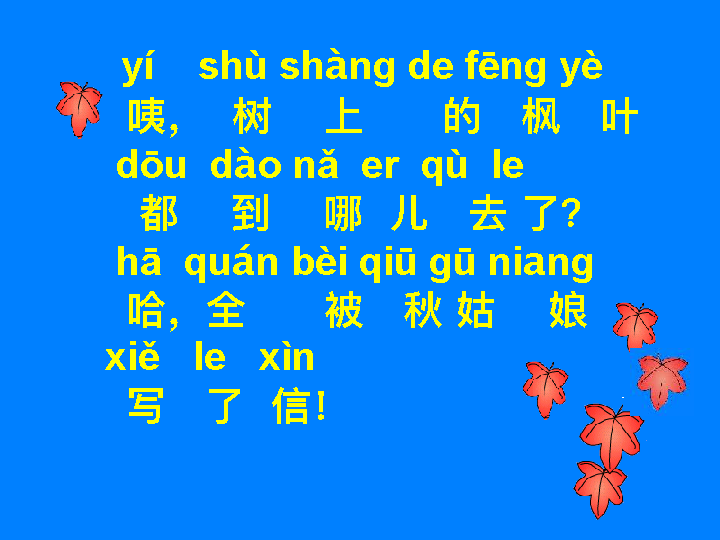 yí shù shàng de fēng yè
咦，树上的枫叶
dōu dào nǎ er qù le
都到哪儿去了?
hā quán bèi qiū gū niang
哈，全被秋姑娘
xiě le xìn
写了信！